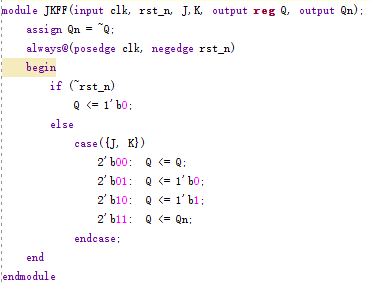 module JKFF(input clk, rst_n, J,K, output reg Q, output Qn);
assign Qn = ~Q;
always@(posedge clk, negedge rst_n)
begin
if (~rst_n)
Q <= 1'b0;
else
case({J, K})
2'b00: Q <= Q;
2'b01: Q <= 1'b0;
2'b10: Q <= 1'b1;
2'b11: Q <= Qn;
endcase;
end
endmodule